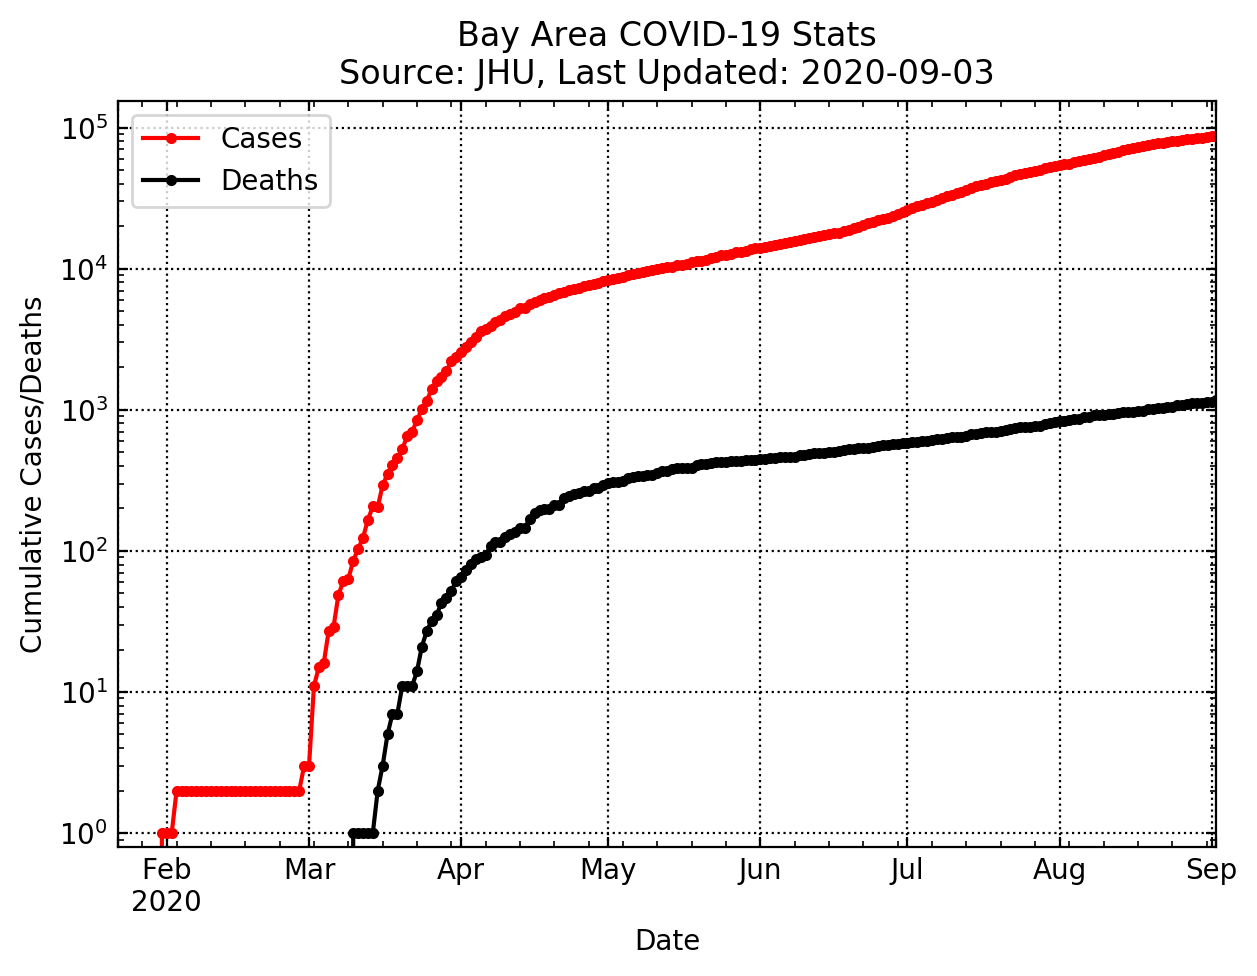 Bay Area COVID-19 Stats
Source: JHU, Last Updated: 2020-09-03
Cases
Deaths
Cumulative Cases/Deaths
10⁵
10⁴
10³
10²
10¹
10⁰
Feb Mar Apr May Jun Jul Aug Sep
2020
Date